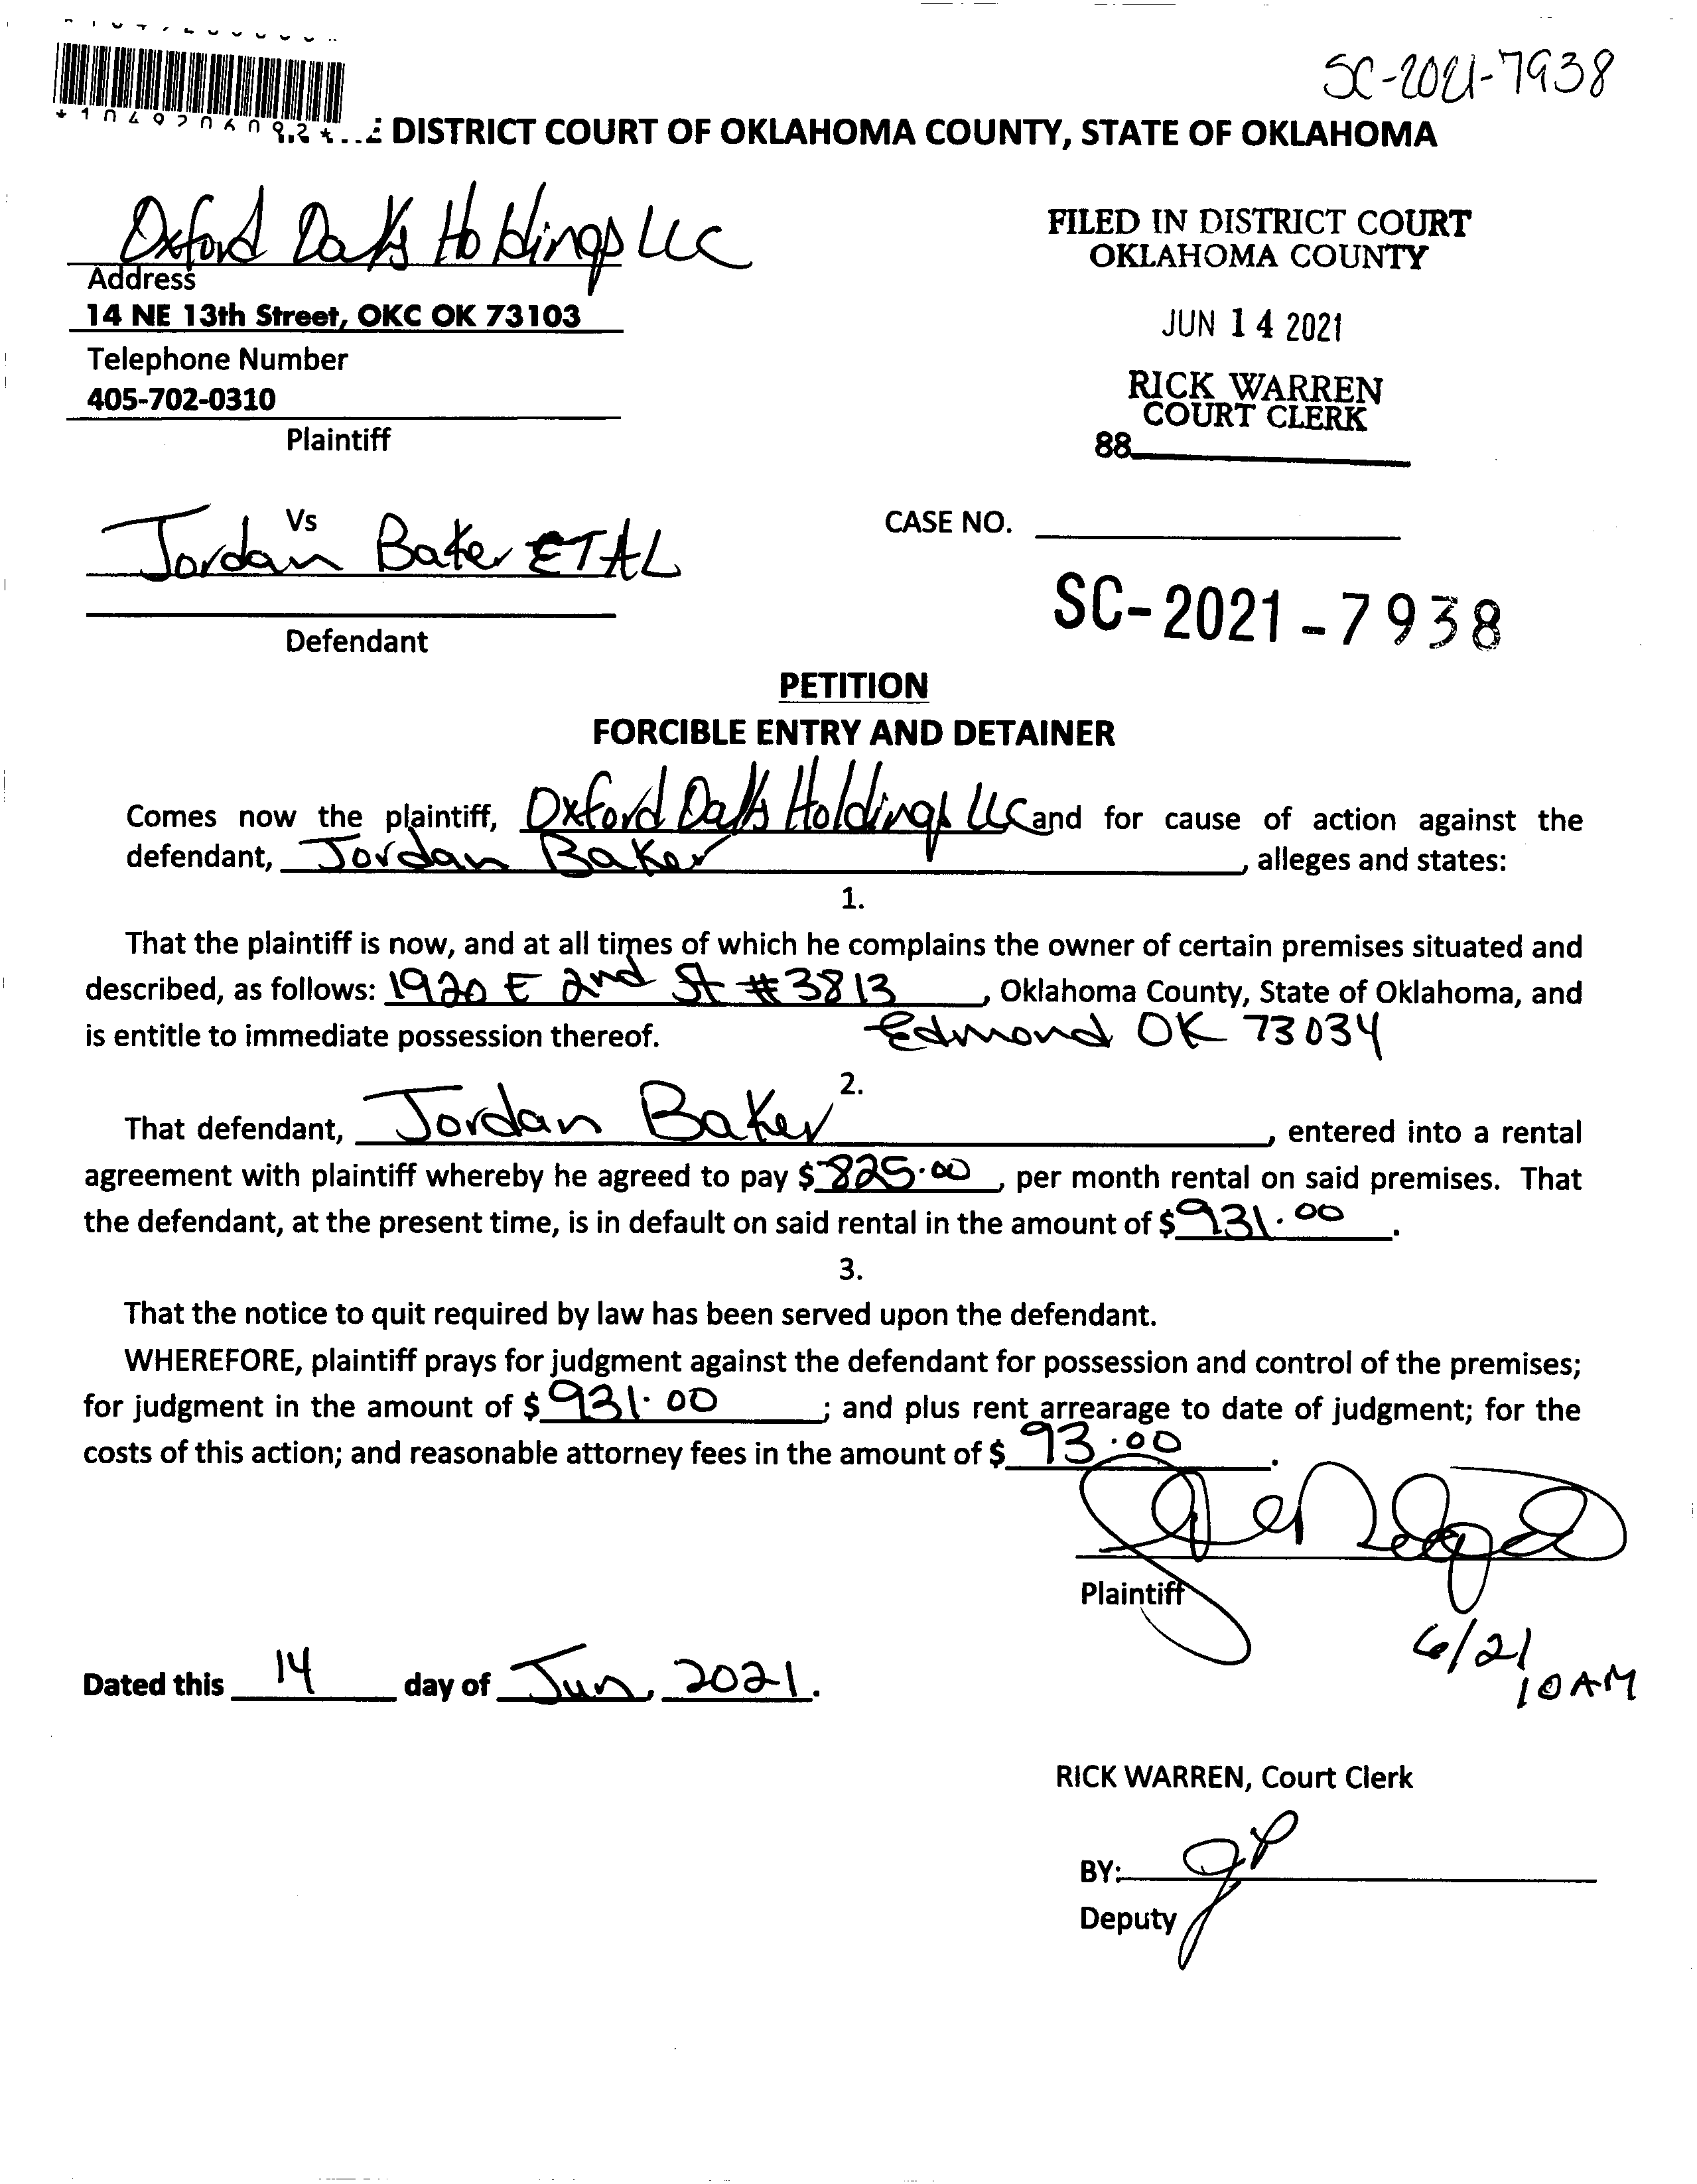 SC-2021-7938
DISTRICT COURT OF OKLAHOMA COUNTY, STATE OF OKLAHOMA
Oxford Oaks Holdings LLC
Address
14 NE 13th Street, OKC OK 73103
Telephone Number
405-702-0310
Plaintiff
FILED IN DISTRICT COURT
OKLAHOMA COUNTY
JUN 14 2021
RICK WARREN
COURT CLERK
88
Vs
Jordan Baker ETAL
Defendant
CASE NO.
SC-2021-7938
PETITION
FORCIBLE ENTRY AND DETAINER
Comes now the plaintiff, Oxford Oaks Holdings LLC and for cause of action against the
defendant, Jordan Baker, alleges and states:
1.
That the plaintiff is now, and at all times of which he complains the owner of certain premises situated and
described, as follows: 1920 E 2nd St #3813, Oklahoma County, State of Oklahoma, and
is entitle to immediate possession thereof. Edmond OK 73034
2.
That defendant, Jordan Baker, entered into a rental
agreement with plaintiff whereby he agreed to pay $825.00, per month rental on said premises. That
the defendant, at the present time, is in default on said rental in the amount of $931.00.
3.
That the notice to quit required by law has been served upon the defendant.
WHEREFORE, plaintiff prays for judgment against the defendant for possession and control of the premises;
for judgment in the amount of $931.00; and plus rent arrearage to date of judgment; for the
costs of this action; and reasonable attorney fees in the amount of $93.00.
Plaintiff
6/21
10AM
Dated this 14 day of Jun, 2021.
RICK WARREN, Court Clerk
BY:
Deputy